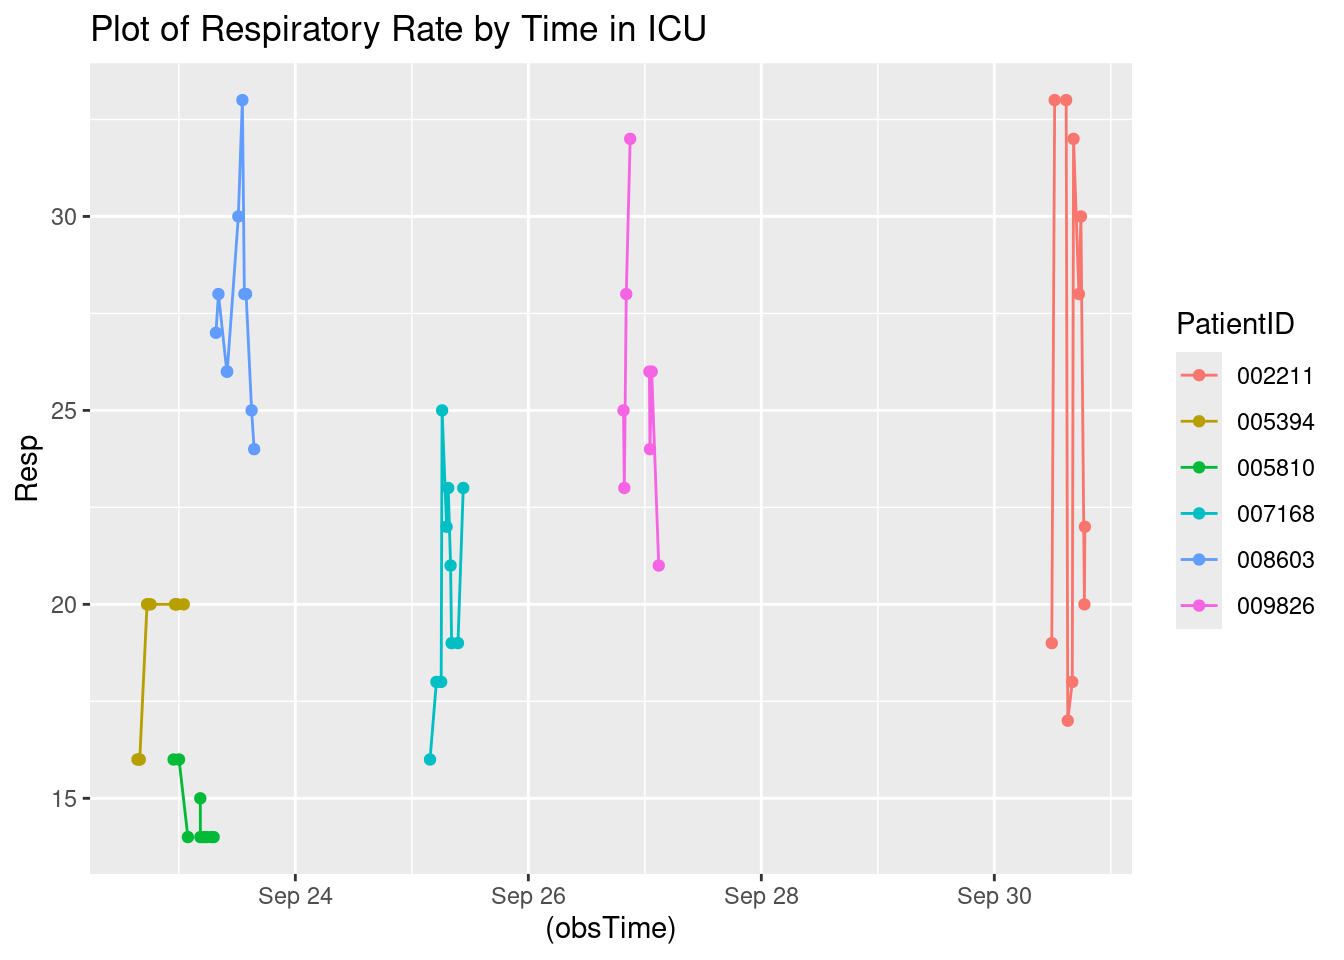 Plot of Respiratory Rate by Time in ICU
Resp
30
25
20
15
Sep 24
Sep 26
Sep 28
Sep 30
(obsTime)
PatientID
002211
005394
005810
007168
008603
009826